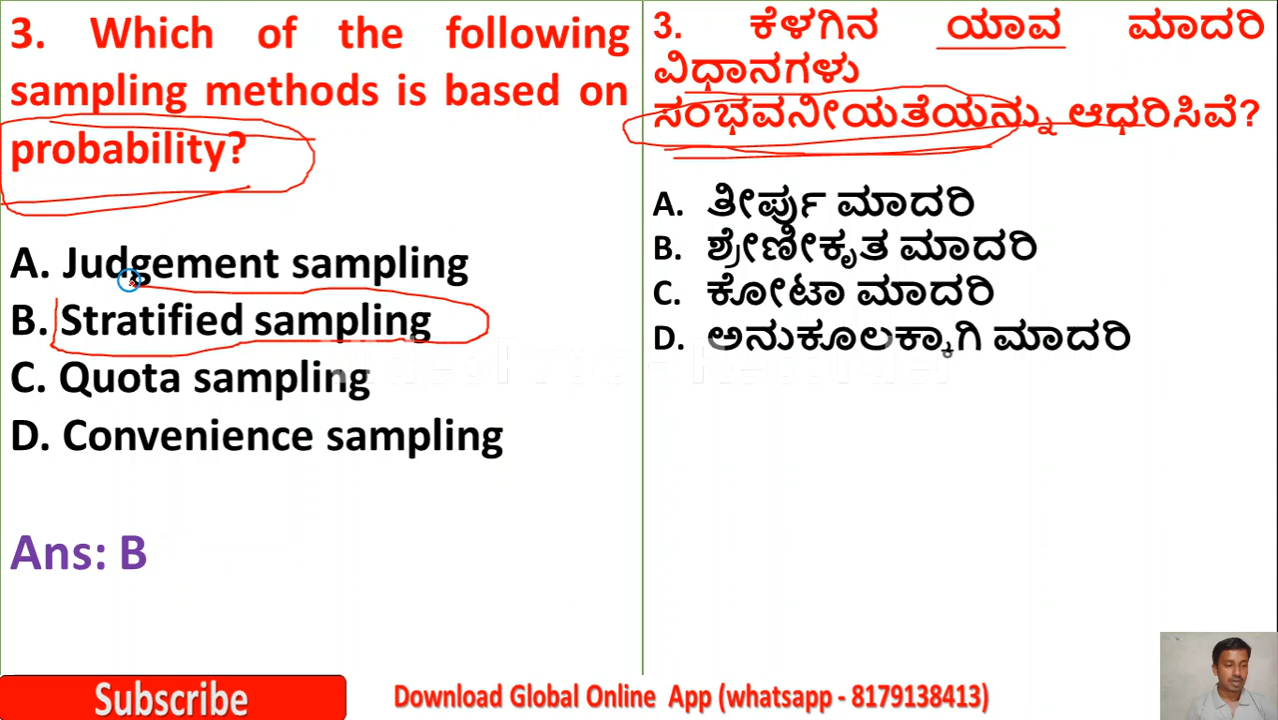 3. Which of the following
sampling methods is based on
probability?
A. Judgement sampling
B. Stratified sampling
C. Quota sampling
D. Convenience sampling
Ans: B
3. ಕೆಳಗಿನ ಯಾವ ಮಾದರಿ
ವಿಧಾನಗಳು
ಸಂಭವನೀಯತೆಯನ್ನು ಆಧರಿಸಿವೆ?
A. ತೀರ್ಪು ಮಾದರಿ
B. ಶ್ರೇಣೀಕೃತ ಮಾದರಿ
C. ಕೋಟಾ ಮಾದರಿ
D. ಅನುಕೂಲಕ್ಕಾಗಿ ಮಾದರಿ
Subscribe
Download Global Online App (whatsapp - 8179138413)